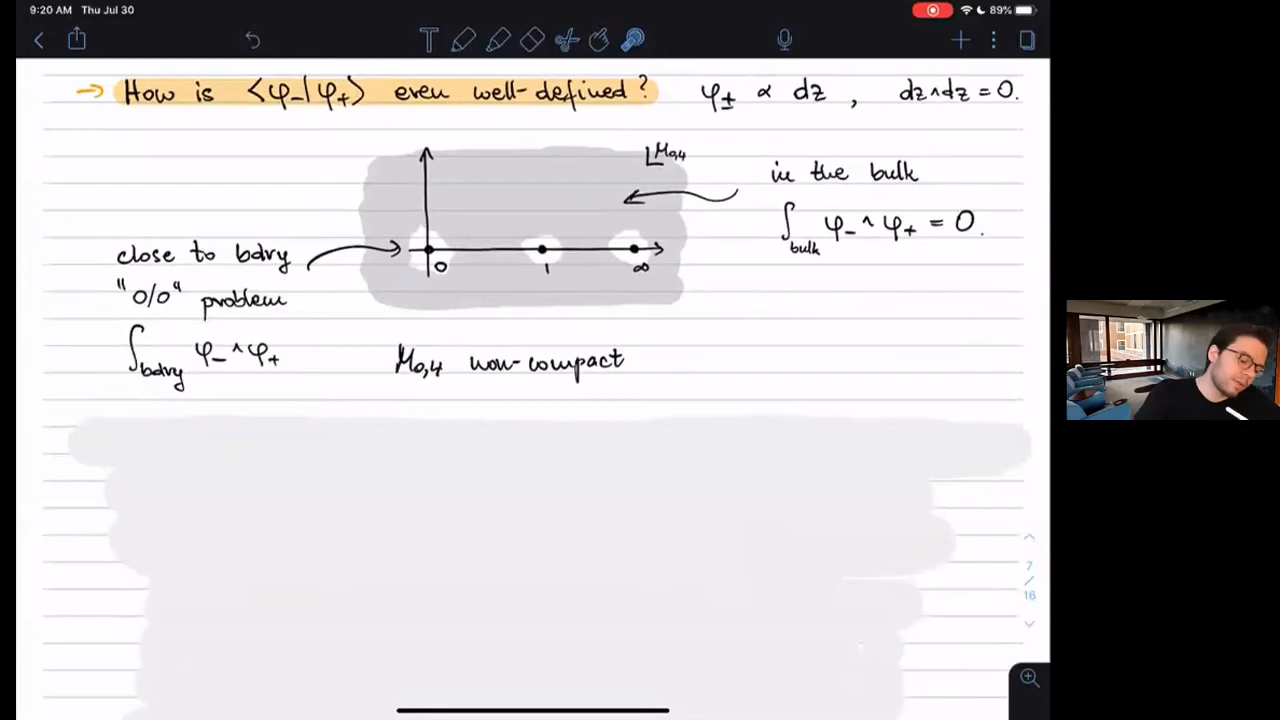 9:20 AM Thu Jul 30
89%
→ How is ⟨φ₋|φ₊⟩ even well-defined? φ± ∝ dz, dz∧dz = 0.
M0,4
in the bulk
∫bulk φ₋ ∧ φ₊ = 0.
0 1 ∞
close to bdry
"0/0" problem
∫bdry φ₋ ∧ φ₊
M0,4 non-compact
7
/
16